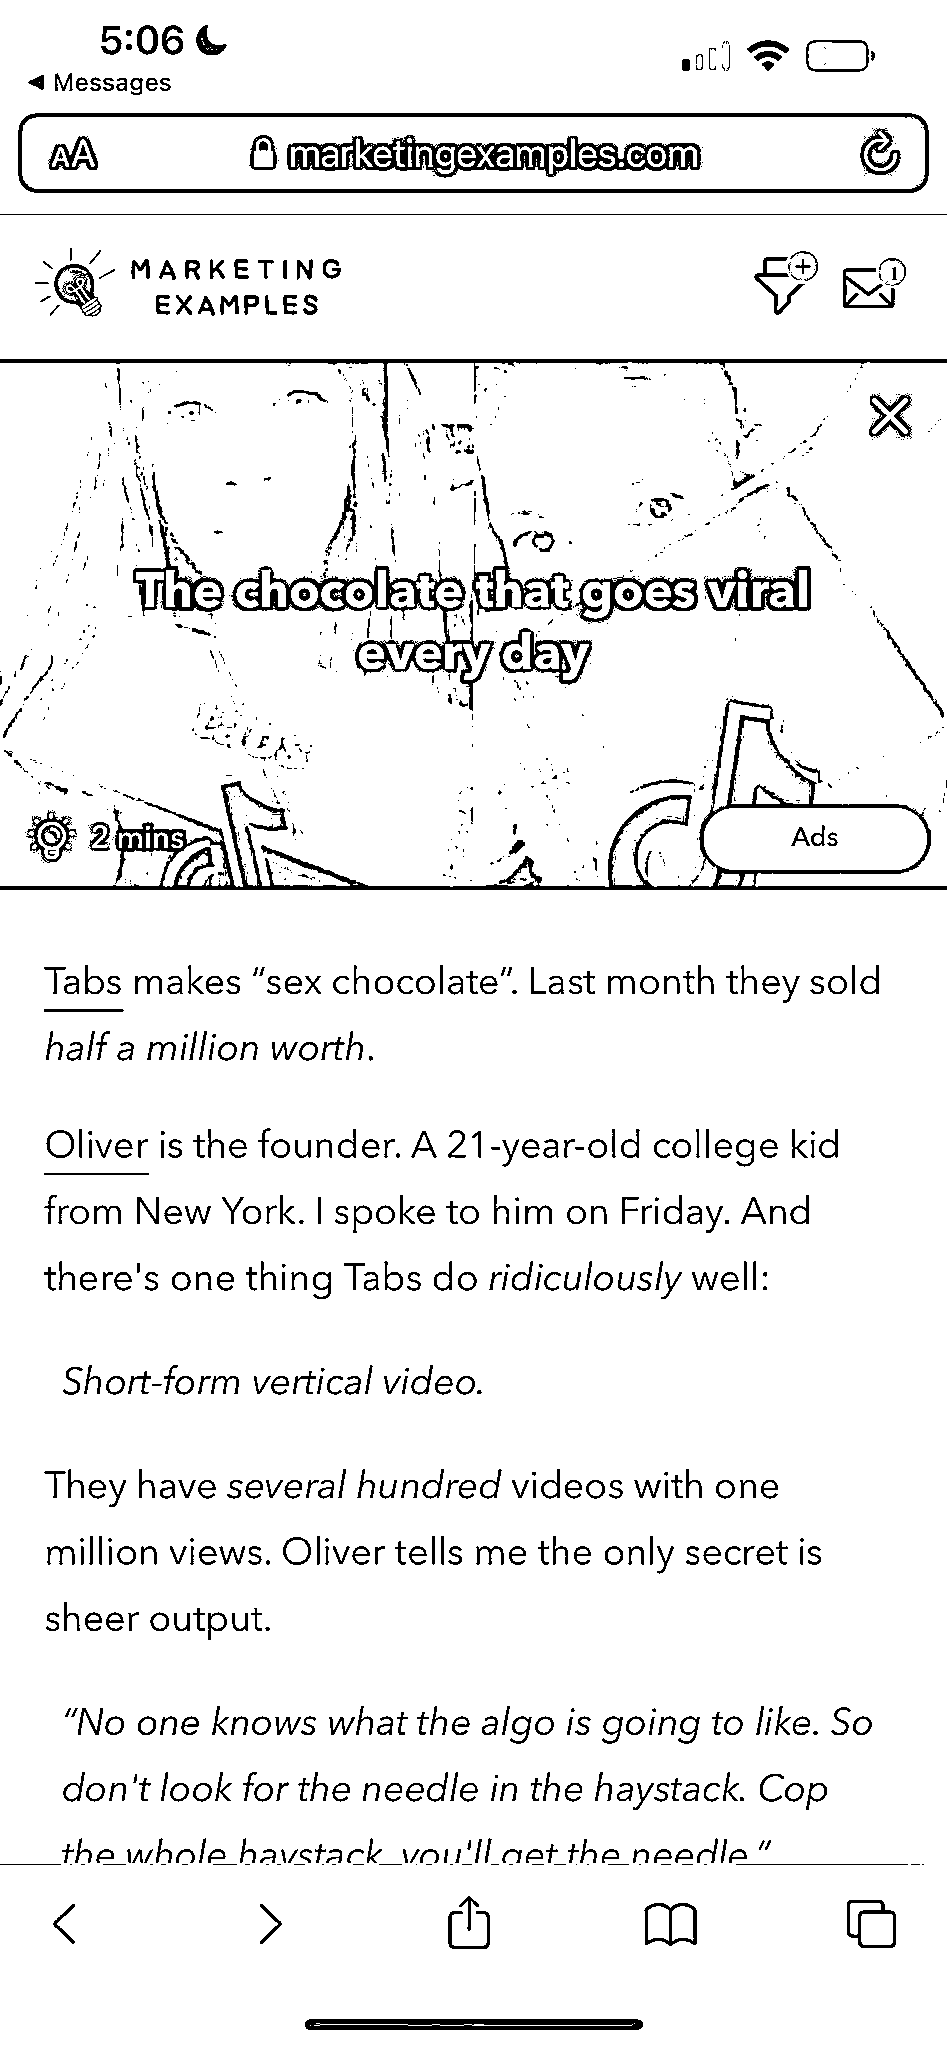 5:06
Messages
AA marketingexamples.com
MARKETING
EXAMPLES
1
The chocolate that goes viral
every day
2 mins
Ads
Tabs makes “sex chocolate”. Last month they sold
half a million worth.
Oliver is the founder. A 21-year-old college kid
from New York. I spoke to him on Friday. And
there's one thing Tabs do ridiculously well:
Short-form vertical video.
They have several hundred videos with one
million views. Oliver tells me the only secret is
sheer output.
“No one knows what the algo is going to like. So
don't look for the needle in the haystack. Cop
the whole haystack, you'll get the needle.”